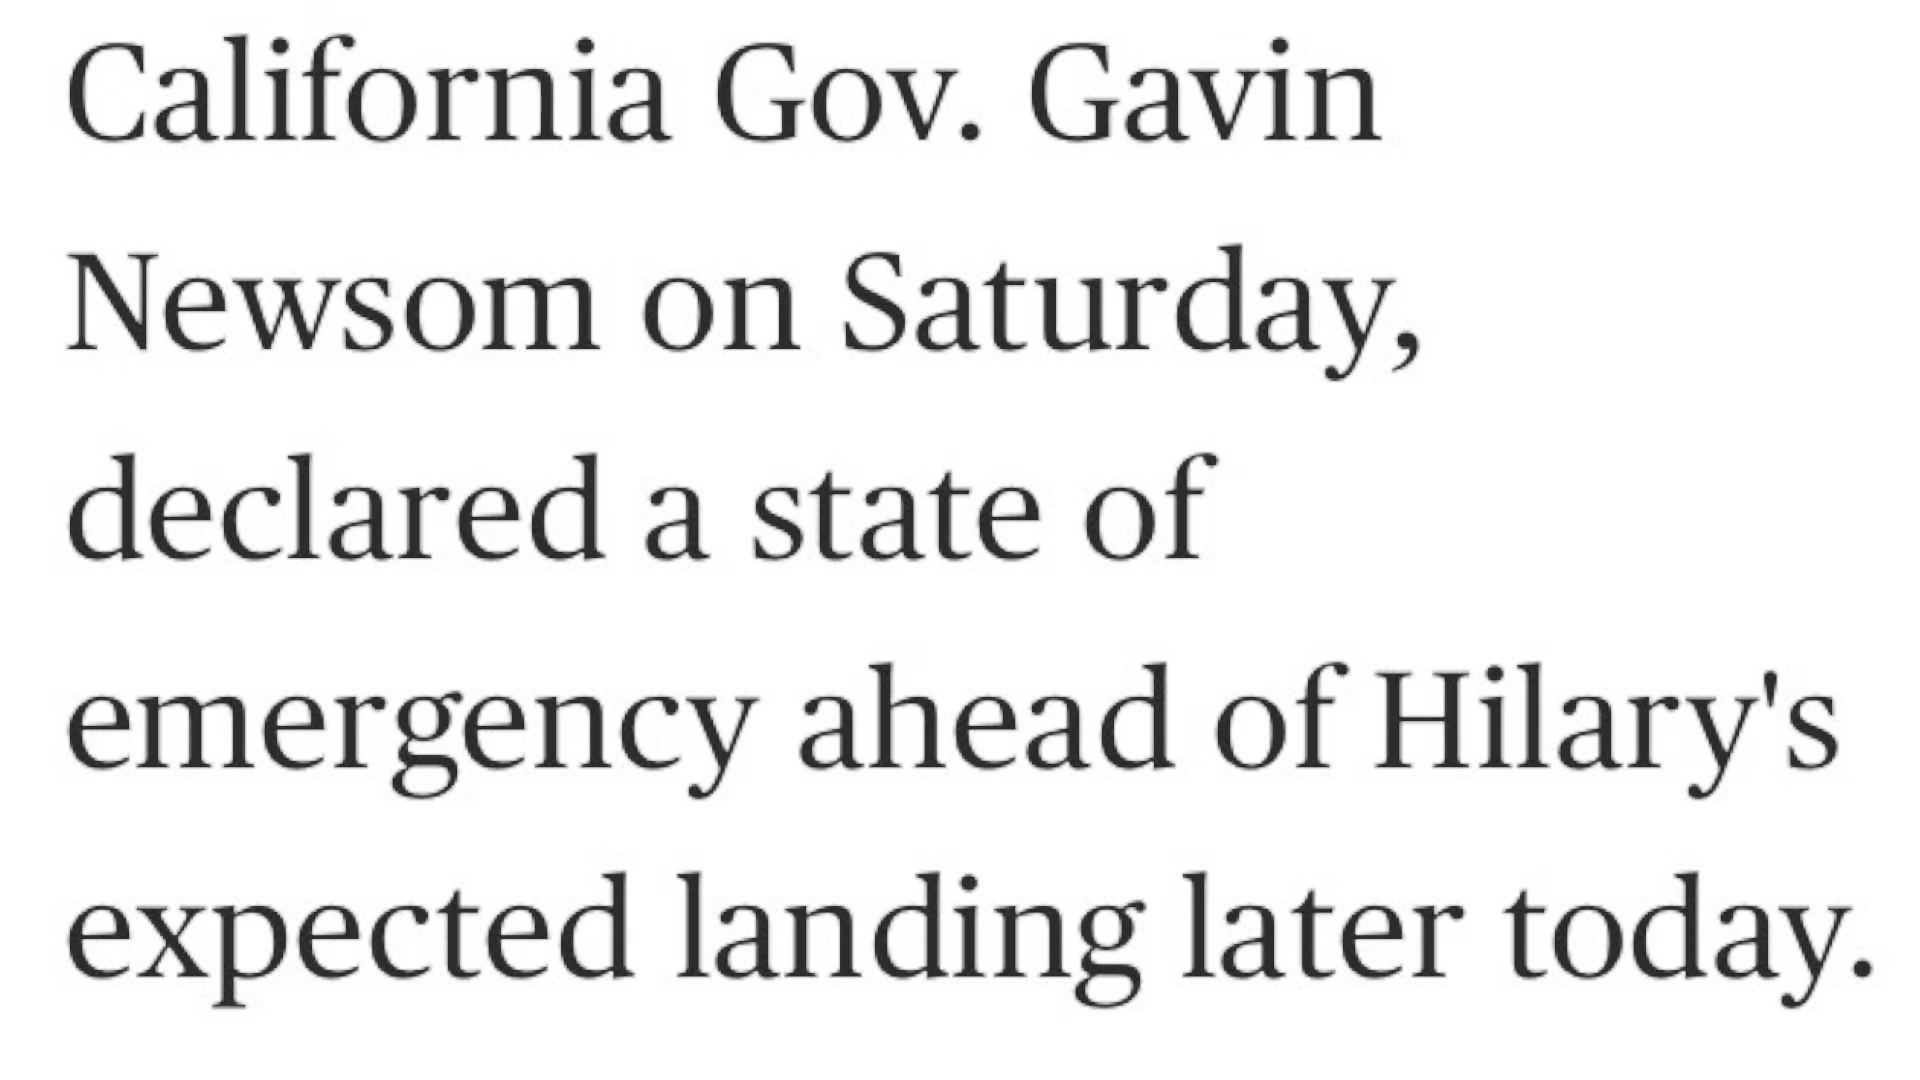 California Gov. Gavin
Newsom on Saturday,
declared a state of
emergency ahead of Hilary's
expected landing later today.